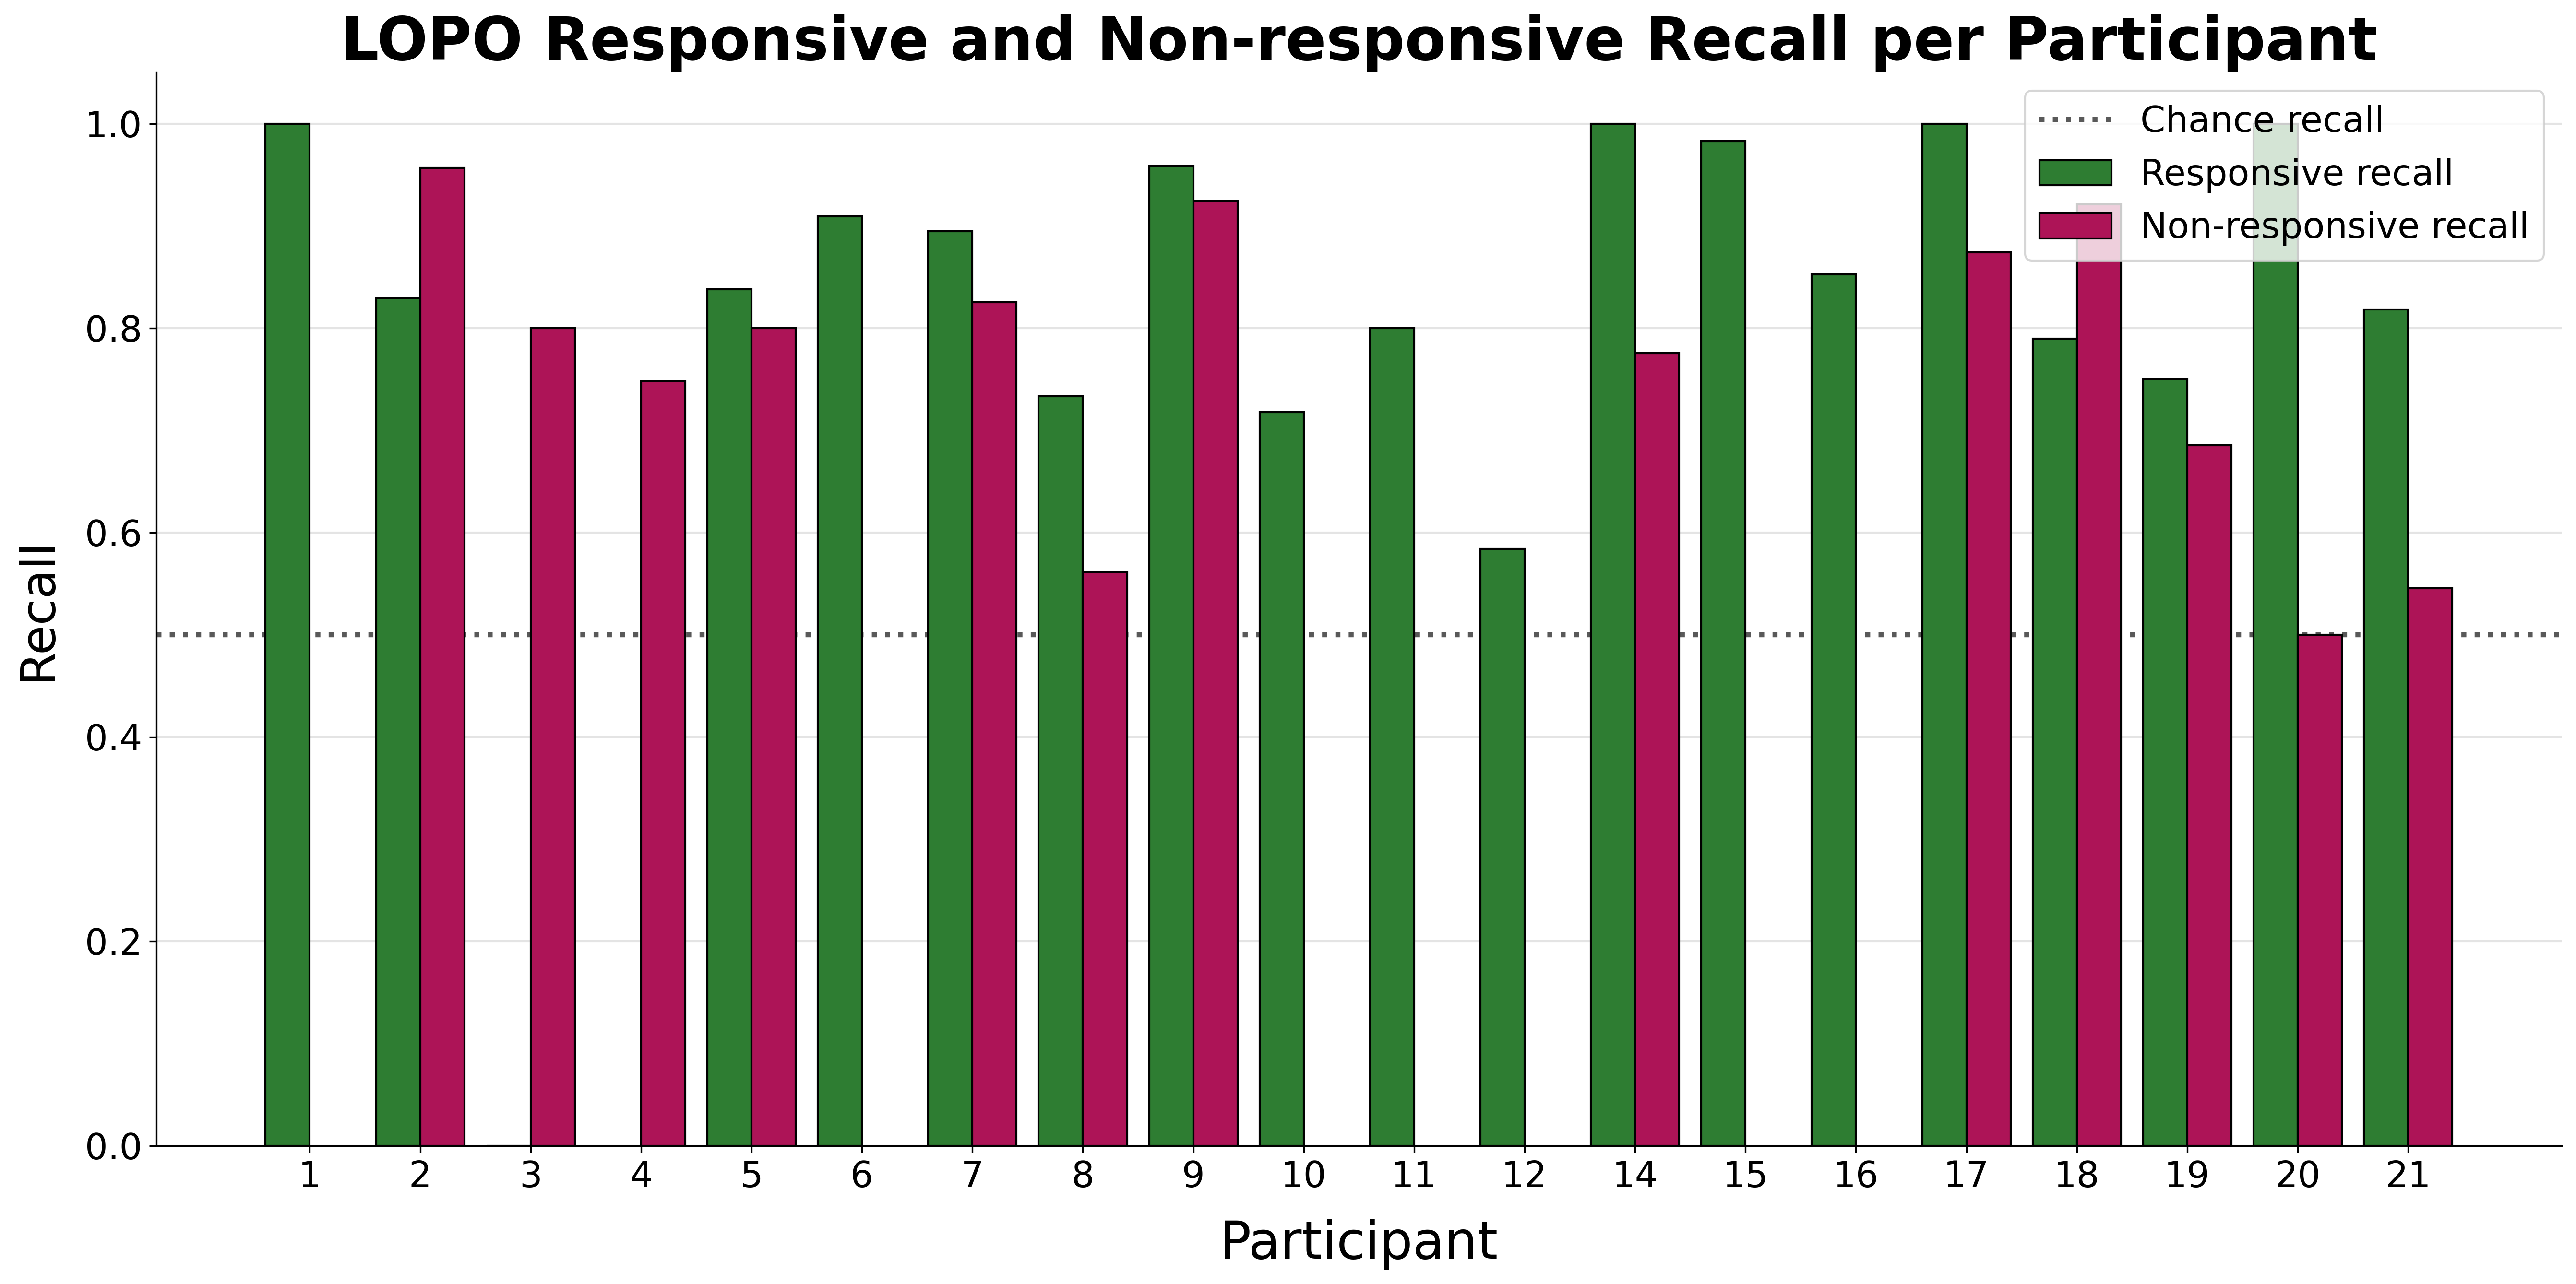 LOPO Responsive and Non-responsive Recall per Participant
Chance recall
Responsive recall
Non-responsive recall
Recall
1.0
0.8
0.6
0.4
0.2
0.0
1 2 3 4 5 6 7 8 9 10 11 12 14 15 16 17 18 19 20 21
Participant